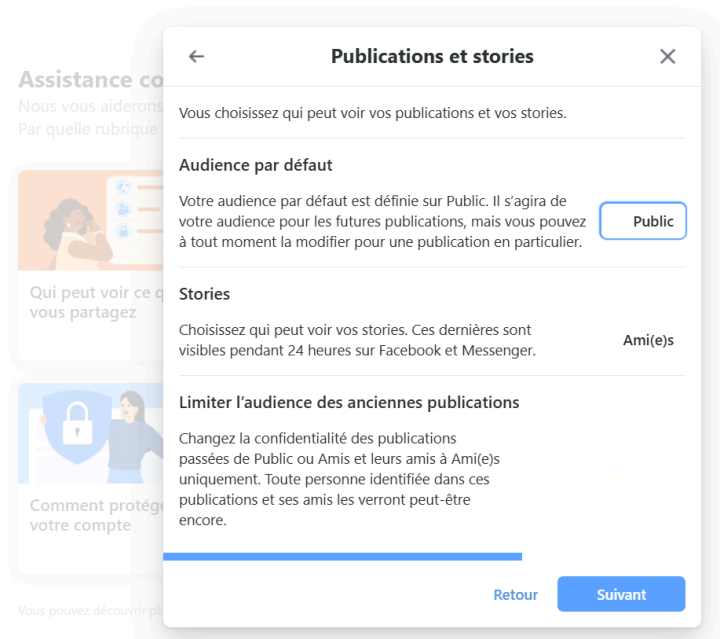 Publications et stories
Assistance co
Nous vous aiderons
Par quelle rubrique
Vous choisissez qui peut voir vos publications et vos stories.
Audience par défaut
Votre audience par défaut est définie sur Public. Il s’agira de
votre audience pour les futures publications, mais vous pouvez
à tout moment la modifier pour une publication en particulier.
Public
Qui peut voir ce q
vous partagez
Stories
Choisissez qui peut voir vos stories. Ces dernières sont
visibles pendant 24 heures sur Facebook et Messenger.
Ami(e)s
Limiter l’audience des anciennes publications
Changez la confidentialité des publications
passées de Public ou Amis et leurs amis à Ami(e)s
uniquement. Toute personne identifiée dans ces
publications et ses amis les verront peut-être
encore.
Comment protége
votre compte
Retour
Suivant
Vous pouvez découvrir pl